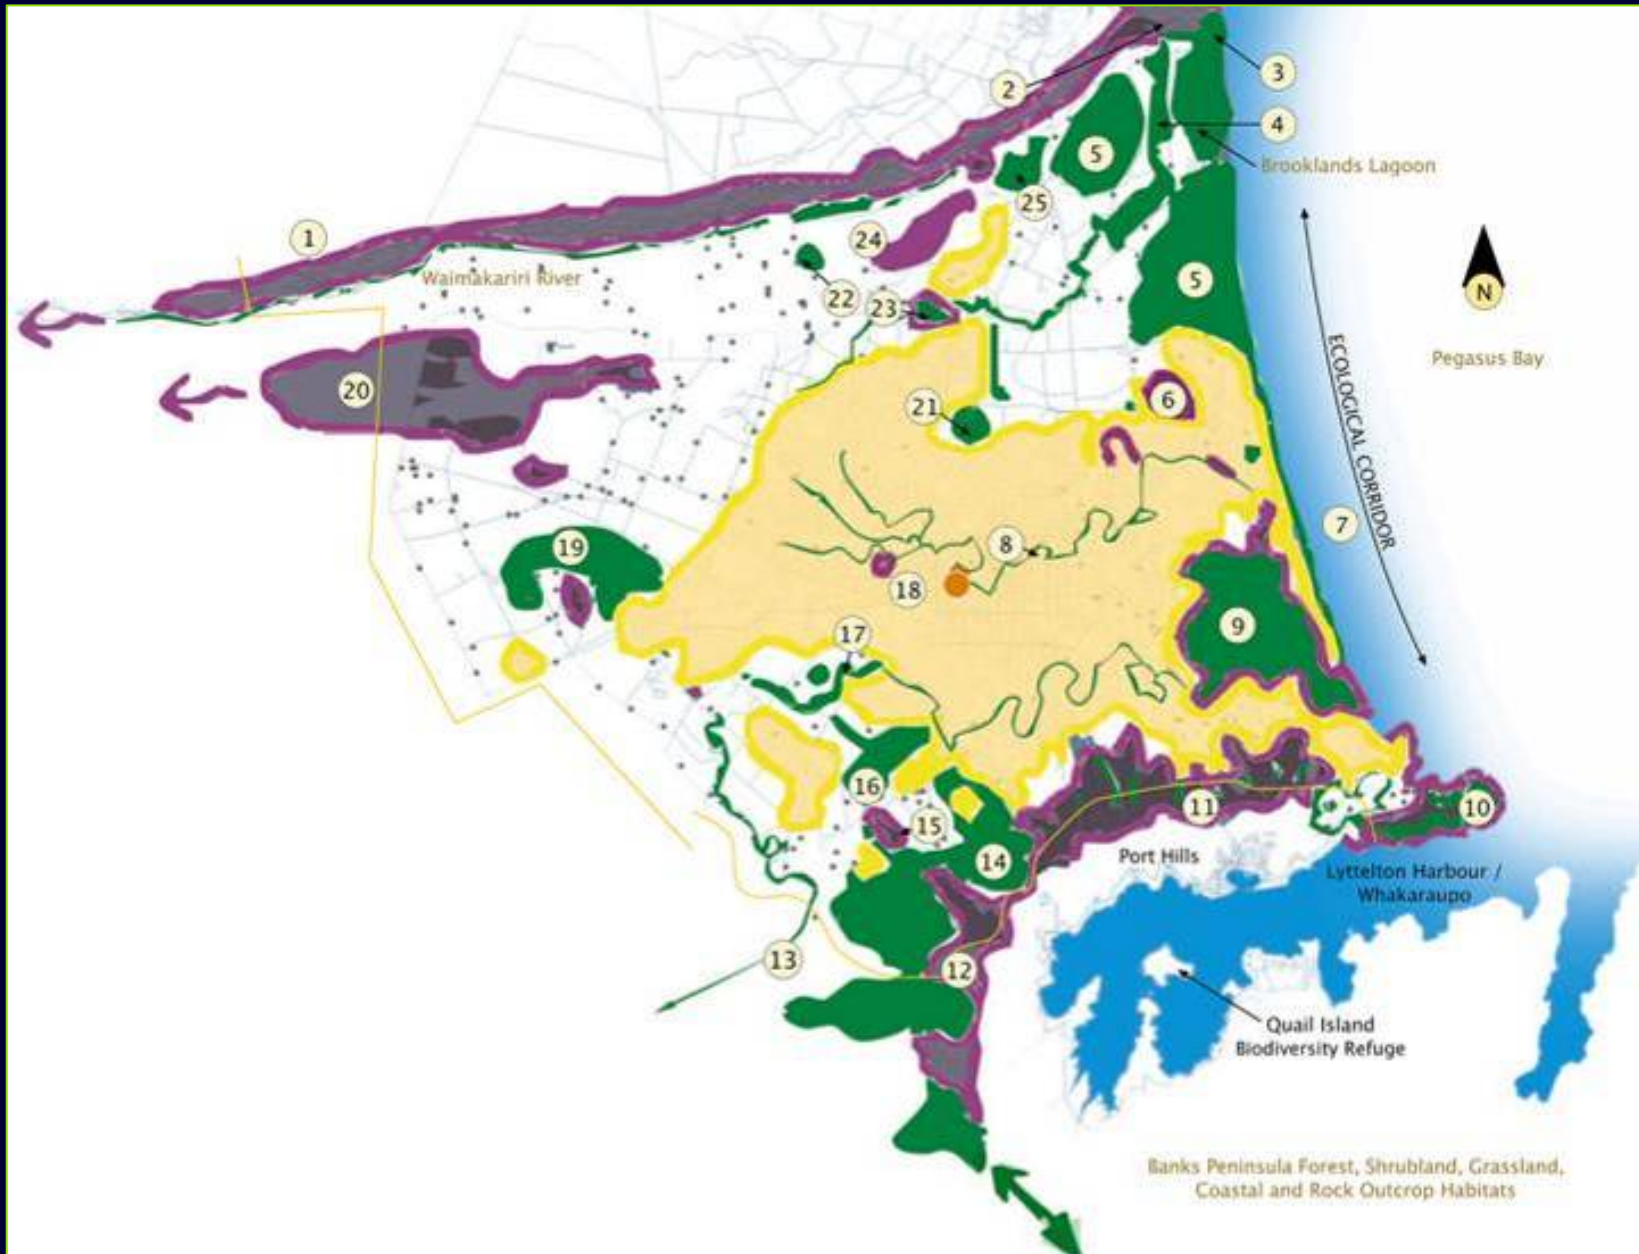 2
3
4
5
Brooklands Lagoon
25
1
24
Waimakariri River
22
23
5
N
Pegasus Bay
ECOLOGICAL CORRIDOR
20
21
6
7
19
8
18
9
17
16
15
11
10
14
Port Hills
Lyttelton Harbour /
Whakaraupo
13
12
Quail Island
Biodiversity Refuge
Banks Peninsula Forest, Shrubland, Grassland,
Coastal and Rock Outcrop Habitats